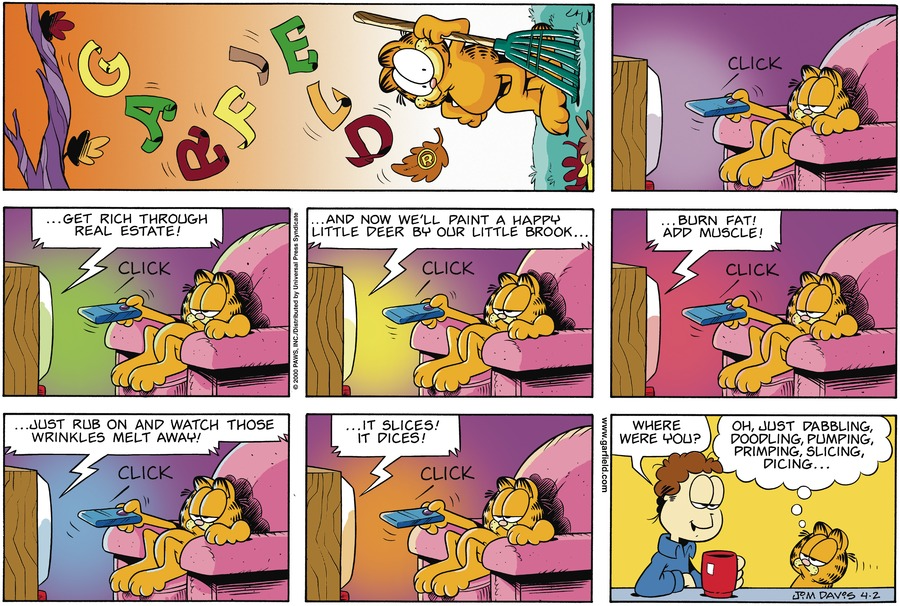 GARFIELD
®
CLICK
...GET RICH THROUGH
REAL ESTATE!
CLICK
© 2000 PAWS, INC./Distributed by Universal Press Syndicate
...AND NOW WE'LL PAINT A HAPPY
LITTLE DEER BY OUR LITTLE BROOK...
CLICK
...BURN FAT!
ADD MUSCLE!
CLICK
...JUST RUB ON AND WATCH THOSE
WRINKLES MELT AWAY!
CLICK
...IT SLICES!
IT DICES!
CLICK
www.garfield.com
WHERE
WERE YOU?
OH, JUST DABBLING,
DOODLING, PUMPING,
PRIMPING, SLICING,
DICING...
JIM DAVIS 4-2